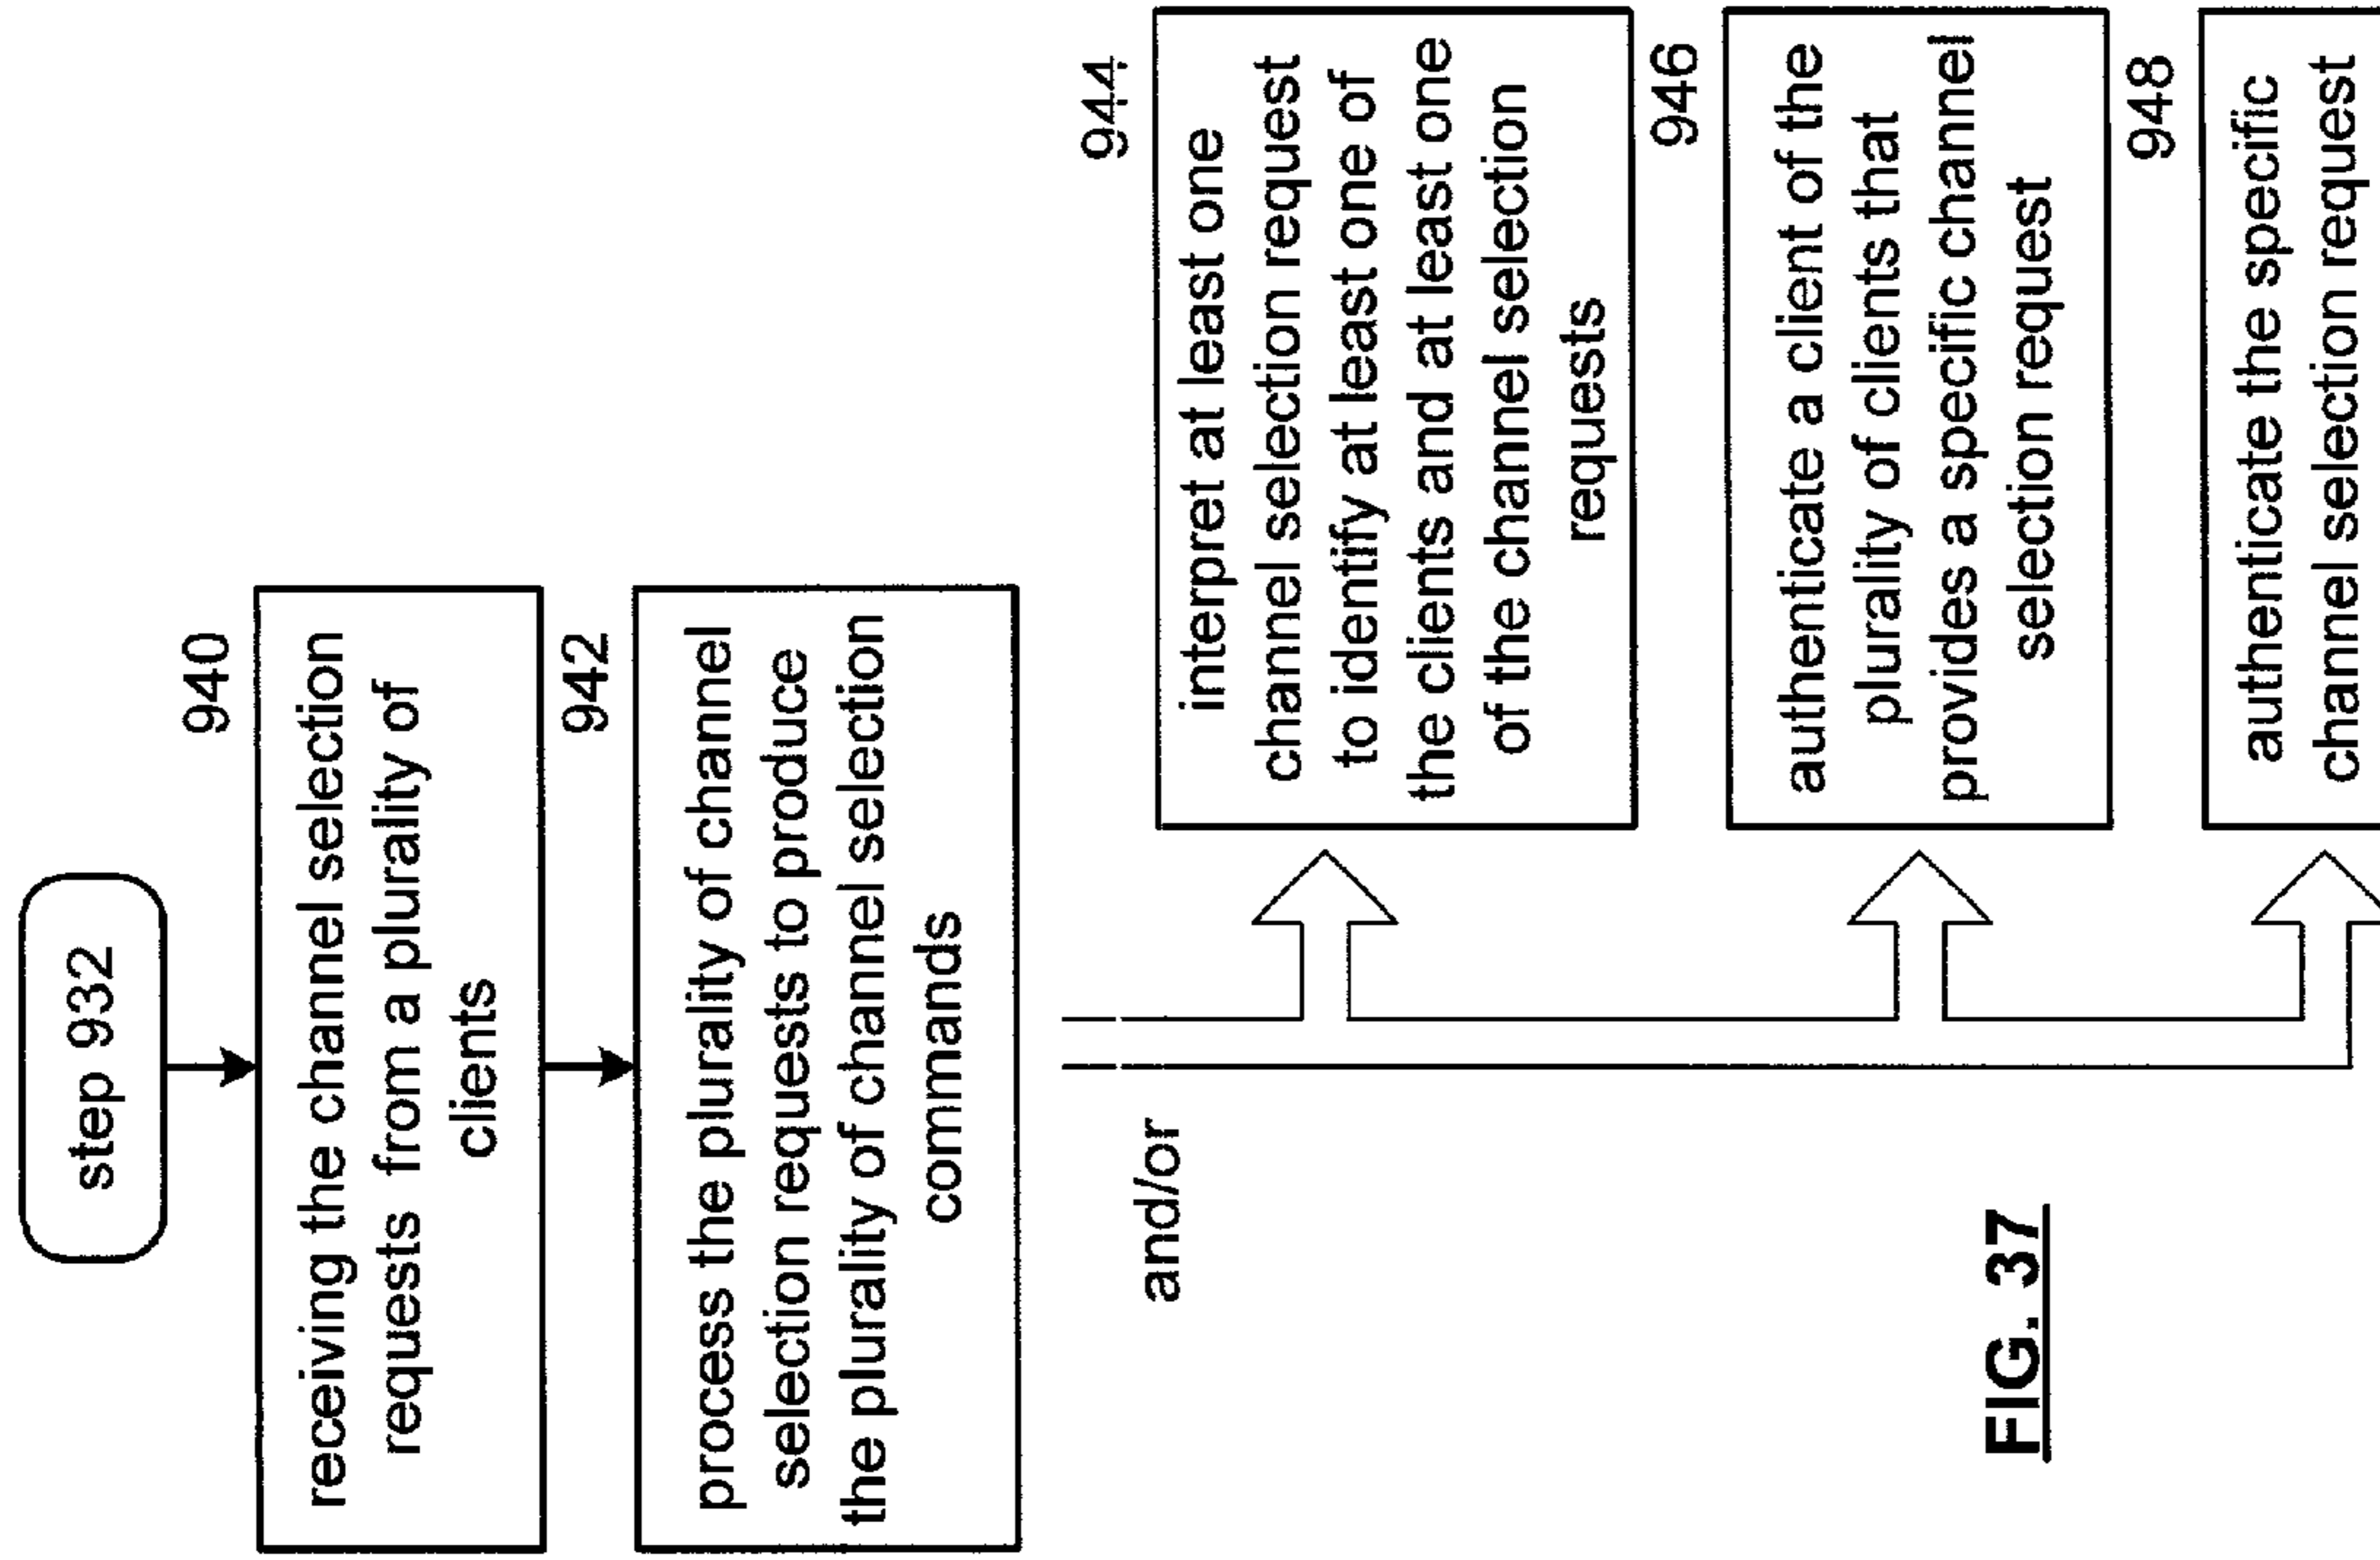 step 932
940
receiving the channel selection
requests from a plurality of
clients
942
process the plurality of channel
selection requests to produce
the plurality of channel selection
commands
and/or
944
interpret at least one
channel selection request
to identify at least one of
the clients and at least one
of the channel selection
requests
946
authenticate a client of the
plurality of clients that
provides a specific channel
selection request
948
authenticate the specific
channel selection request
FIG. 37